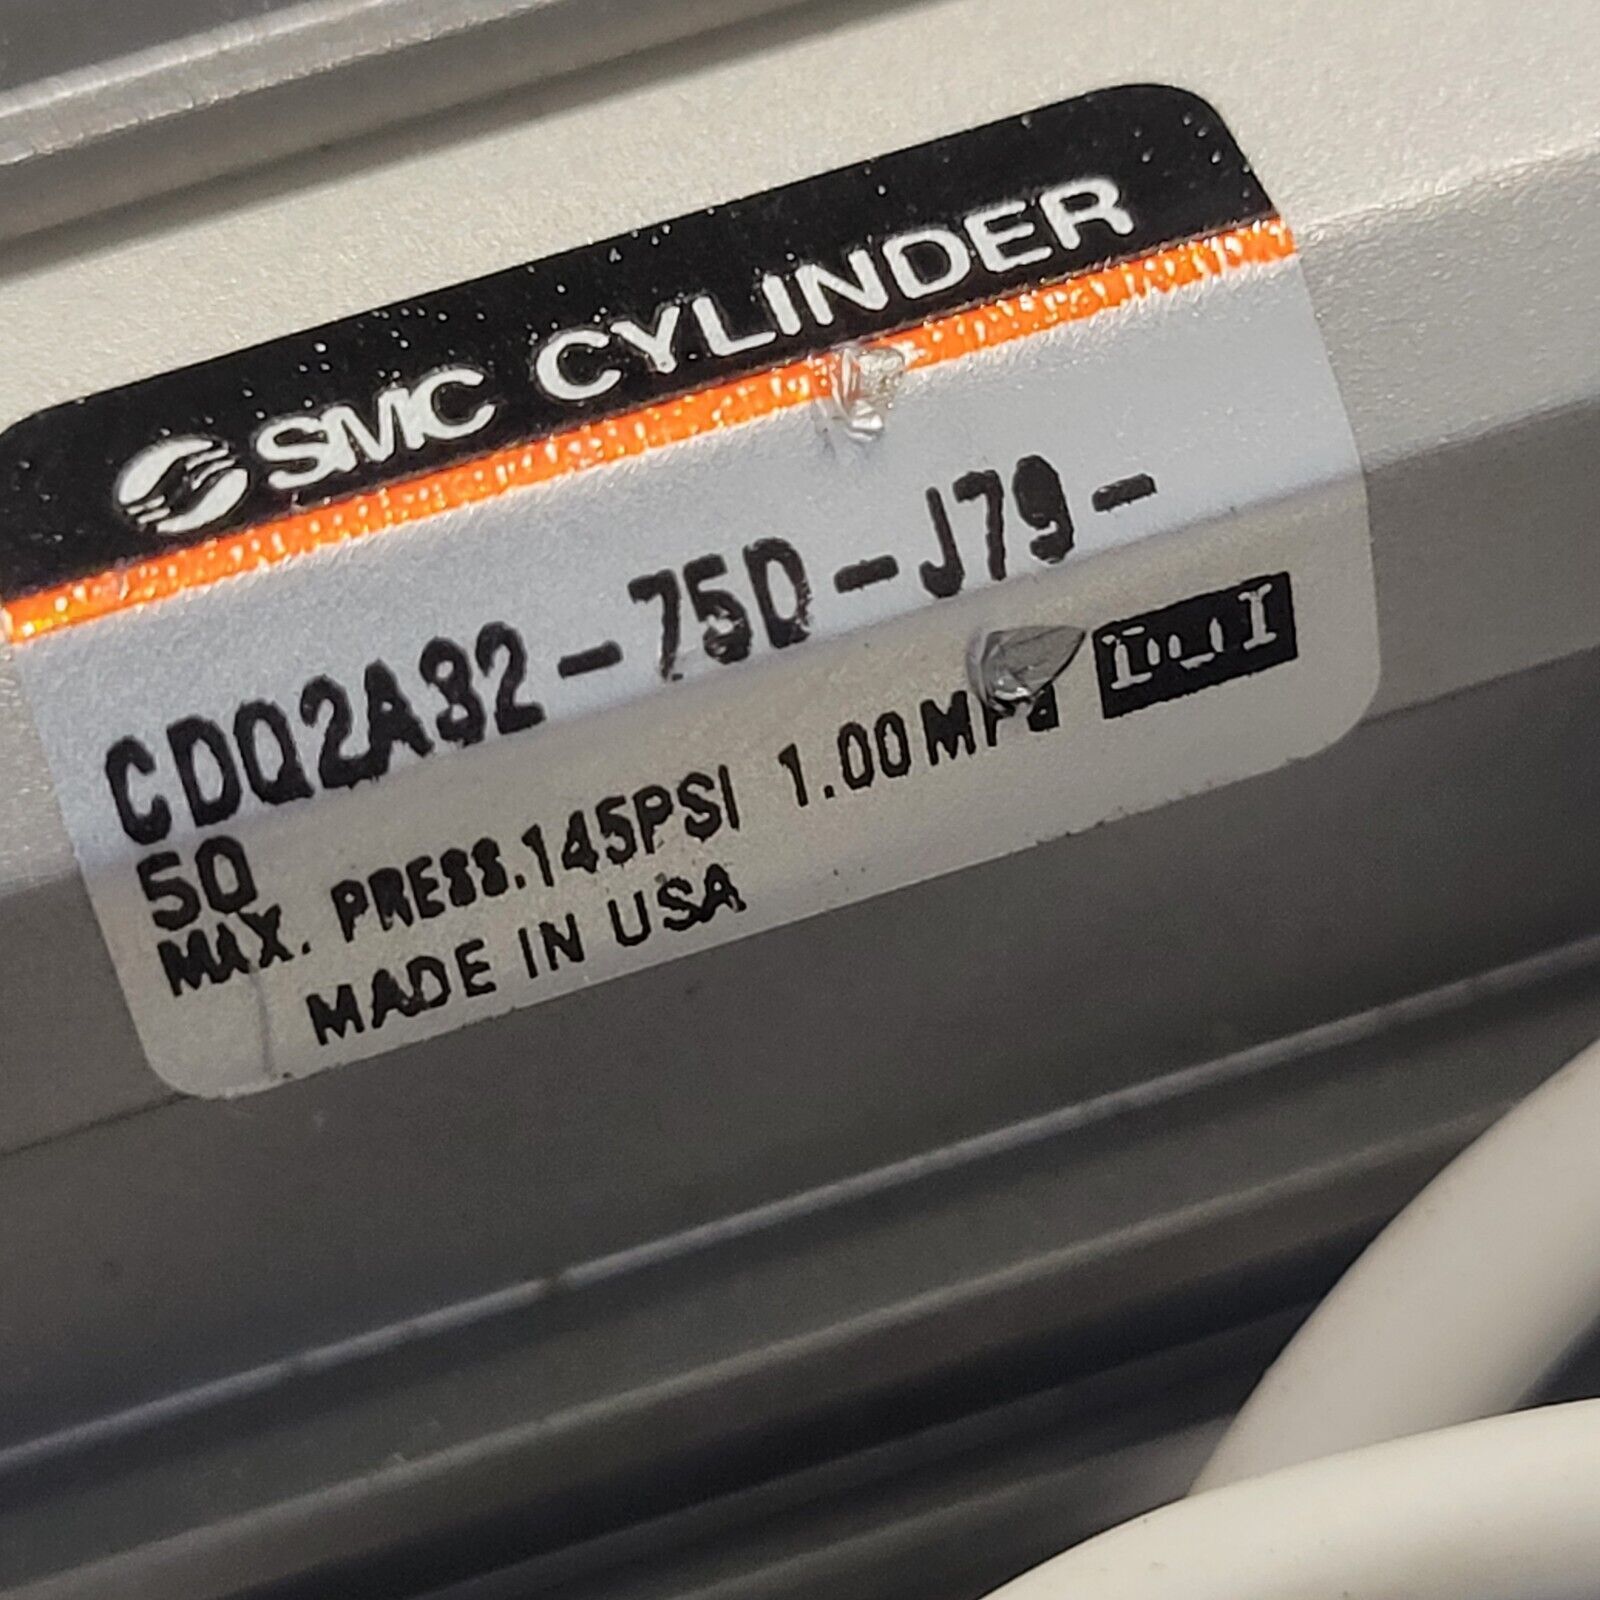 SMC CYLINDER
CDQ2A32-75D-J79-
50
MAX. PRESS.145PSI 1.00MPa
MADE IN USA